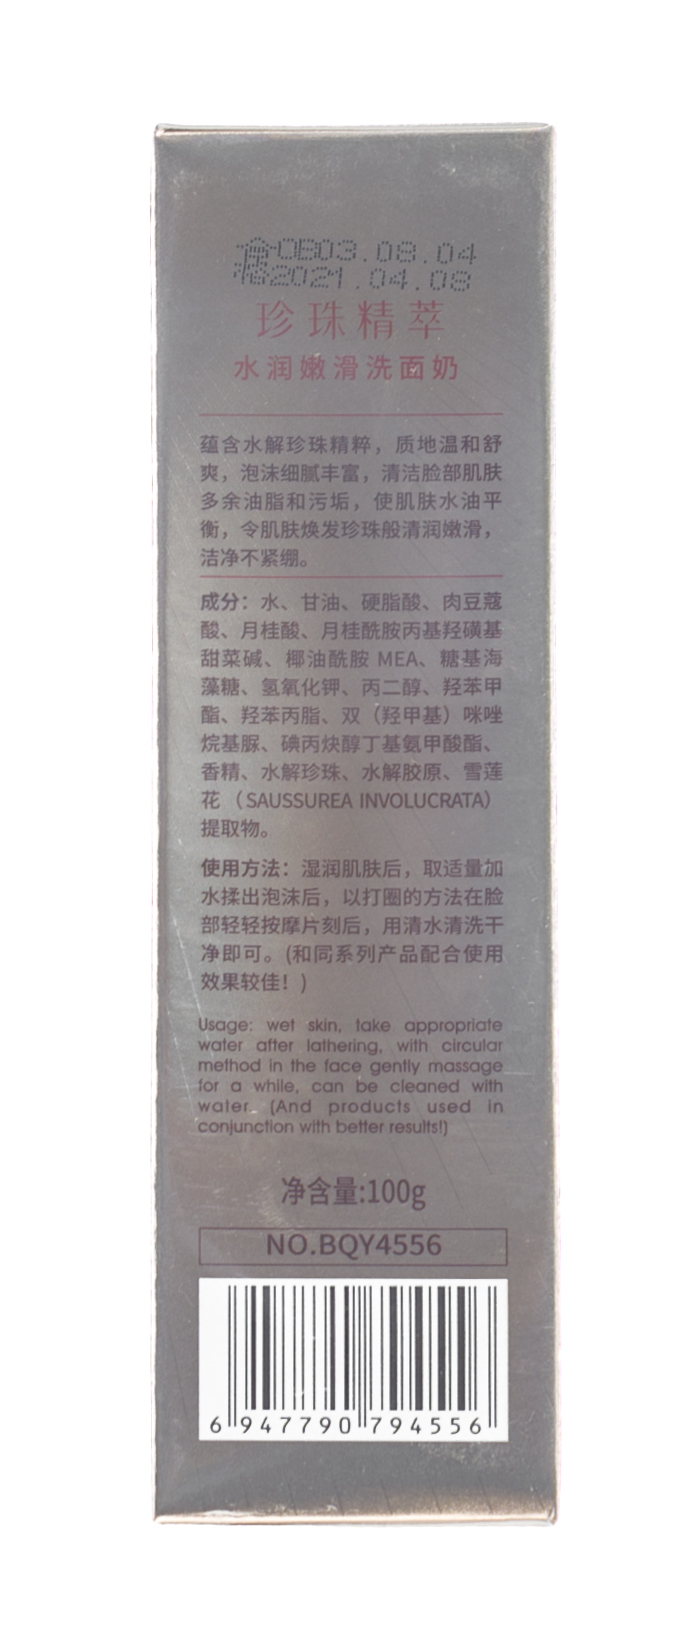 合OB03.08.04
格2021.04.08
珍珠精萃
水润嫩滑洗面奶
蕴含水解珍珠精粹，质地温和舒
爽，泡沫细腻丰富，清洁脸部肌肤
多余油脂和污垢，使肌肤水油平
衡，令肌肤焕发珍珠般清润嫩滑，
洁净不紧绷。
成分：水、甘油、硬脂酸、肉豆蔻
酸、月桂酸、月桂酰胺丙基羟磺基
甜菜碱、椰油酰胺 MEA、糖基海
藻糖、氢氧化钾、丙二醇、羟苯甲
酯、羟苯丙脂、双（羟甲基）咪唑
烷基脲、碘丙炔醇丁基氨甲酸酯、
香精、水解珍珠、水解胶原、雪莲
花（SAUSSUREA INVOLUCRATA）
提取物。
使用方法：湿润肌肤后，取适量加
水揉出泡沫后，以打圈的方法在脸
部轻轻按摩片刻后，用清水清洗干
净即可。(和同系列产品配合使用
效果较佳！)
Usage: wet skin, take appropriate
water after lathering, with circular
method in the face gently massage
for a while, can be cleaned with
water. (And products used in
conjunction with better results!)
净含量:100g
NO.BQY4556
6 947790 794556